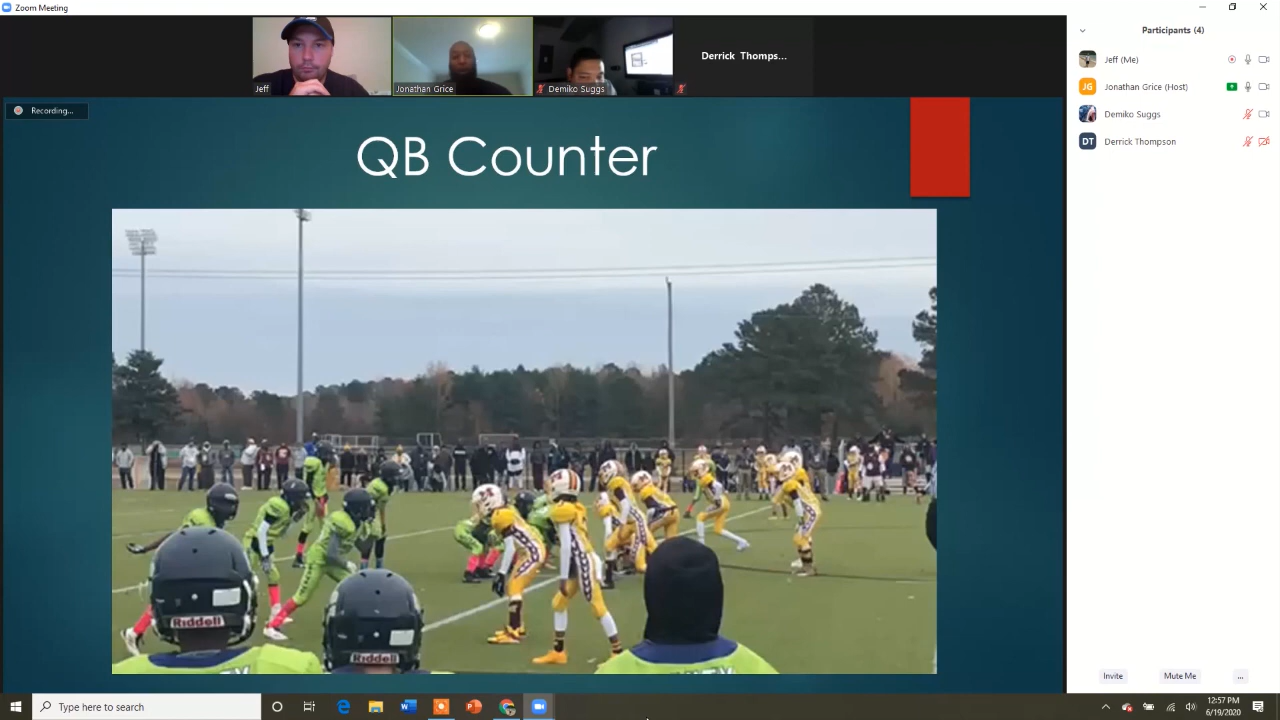 Zoom Meeting
Participants (4)
Jeff
Jonathan Grice
Demiko Suggs
Derrick Thomps...
Jeff (Me)
JG
Jonathan Grice (Host)
Demiko Suggs
DT
Derrick Thompson
Recording...
QB Counter
Riddell
Riddell
Invite
Mute Me
...
Type here to search
12:57 PM
6/19/2020